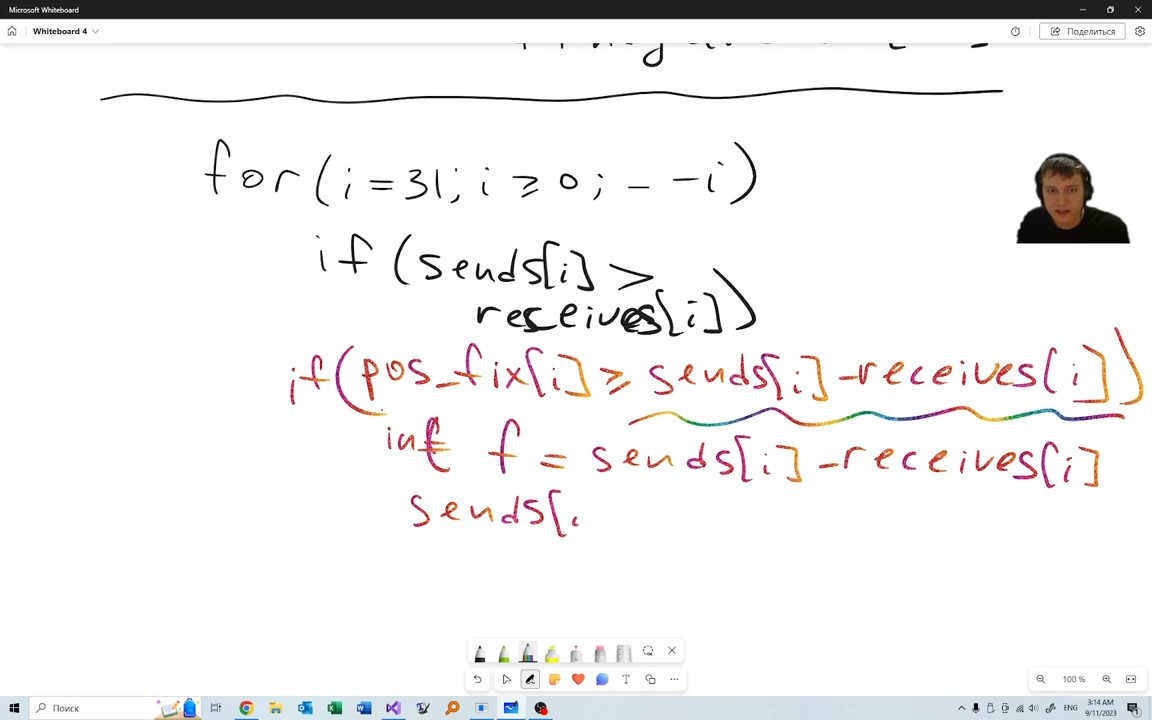 Microsoft Whiteboard
Whiteboard 4
Поделиться
for(i=31; i ≥ 0; --i)
if (sends[i] >
receives[i])
if(pos_fix[i] ≥ sends[i]-receives[i])
int f = sends[i]-receives[i]
sends[i
100 %
Поиск
ENG
3:14 AM
9/11/2023